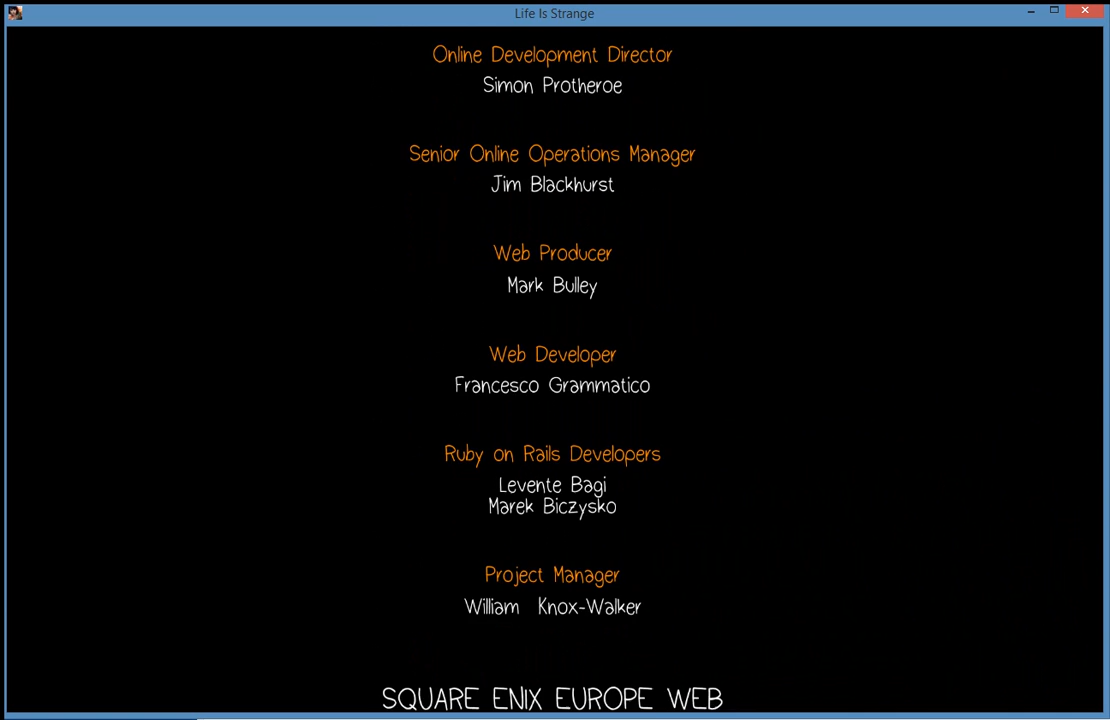 Life Is Strange
Online Development Director
Simon Protheroe
Senior Online Operations Manager
Jim Blackhurst
Web Producer
Mark Bulley
Web Developer
Francesco Grammatico
Ruby on Rails Developers
Levente Bagi
Marek Biczysko
Project Manager
William Knox-Walker
SQUARE ENIX EUROPE WEB